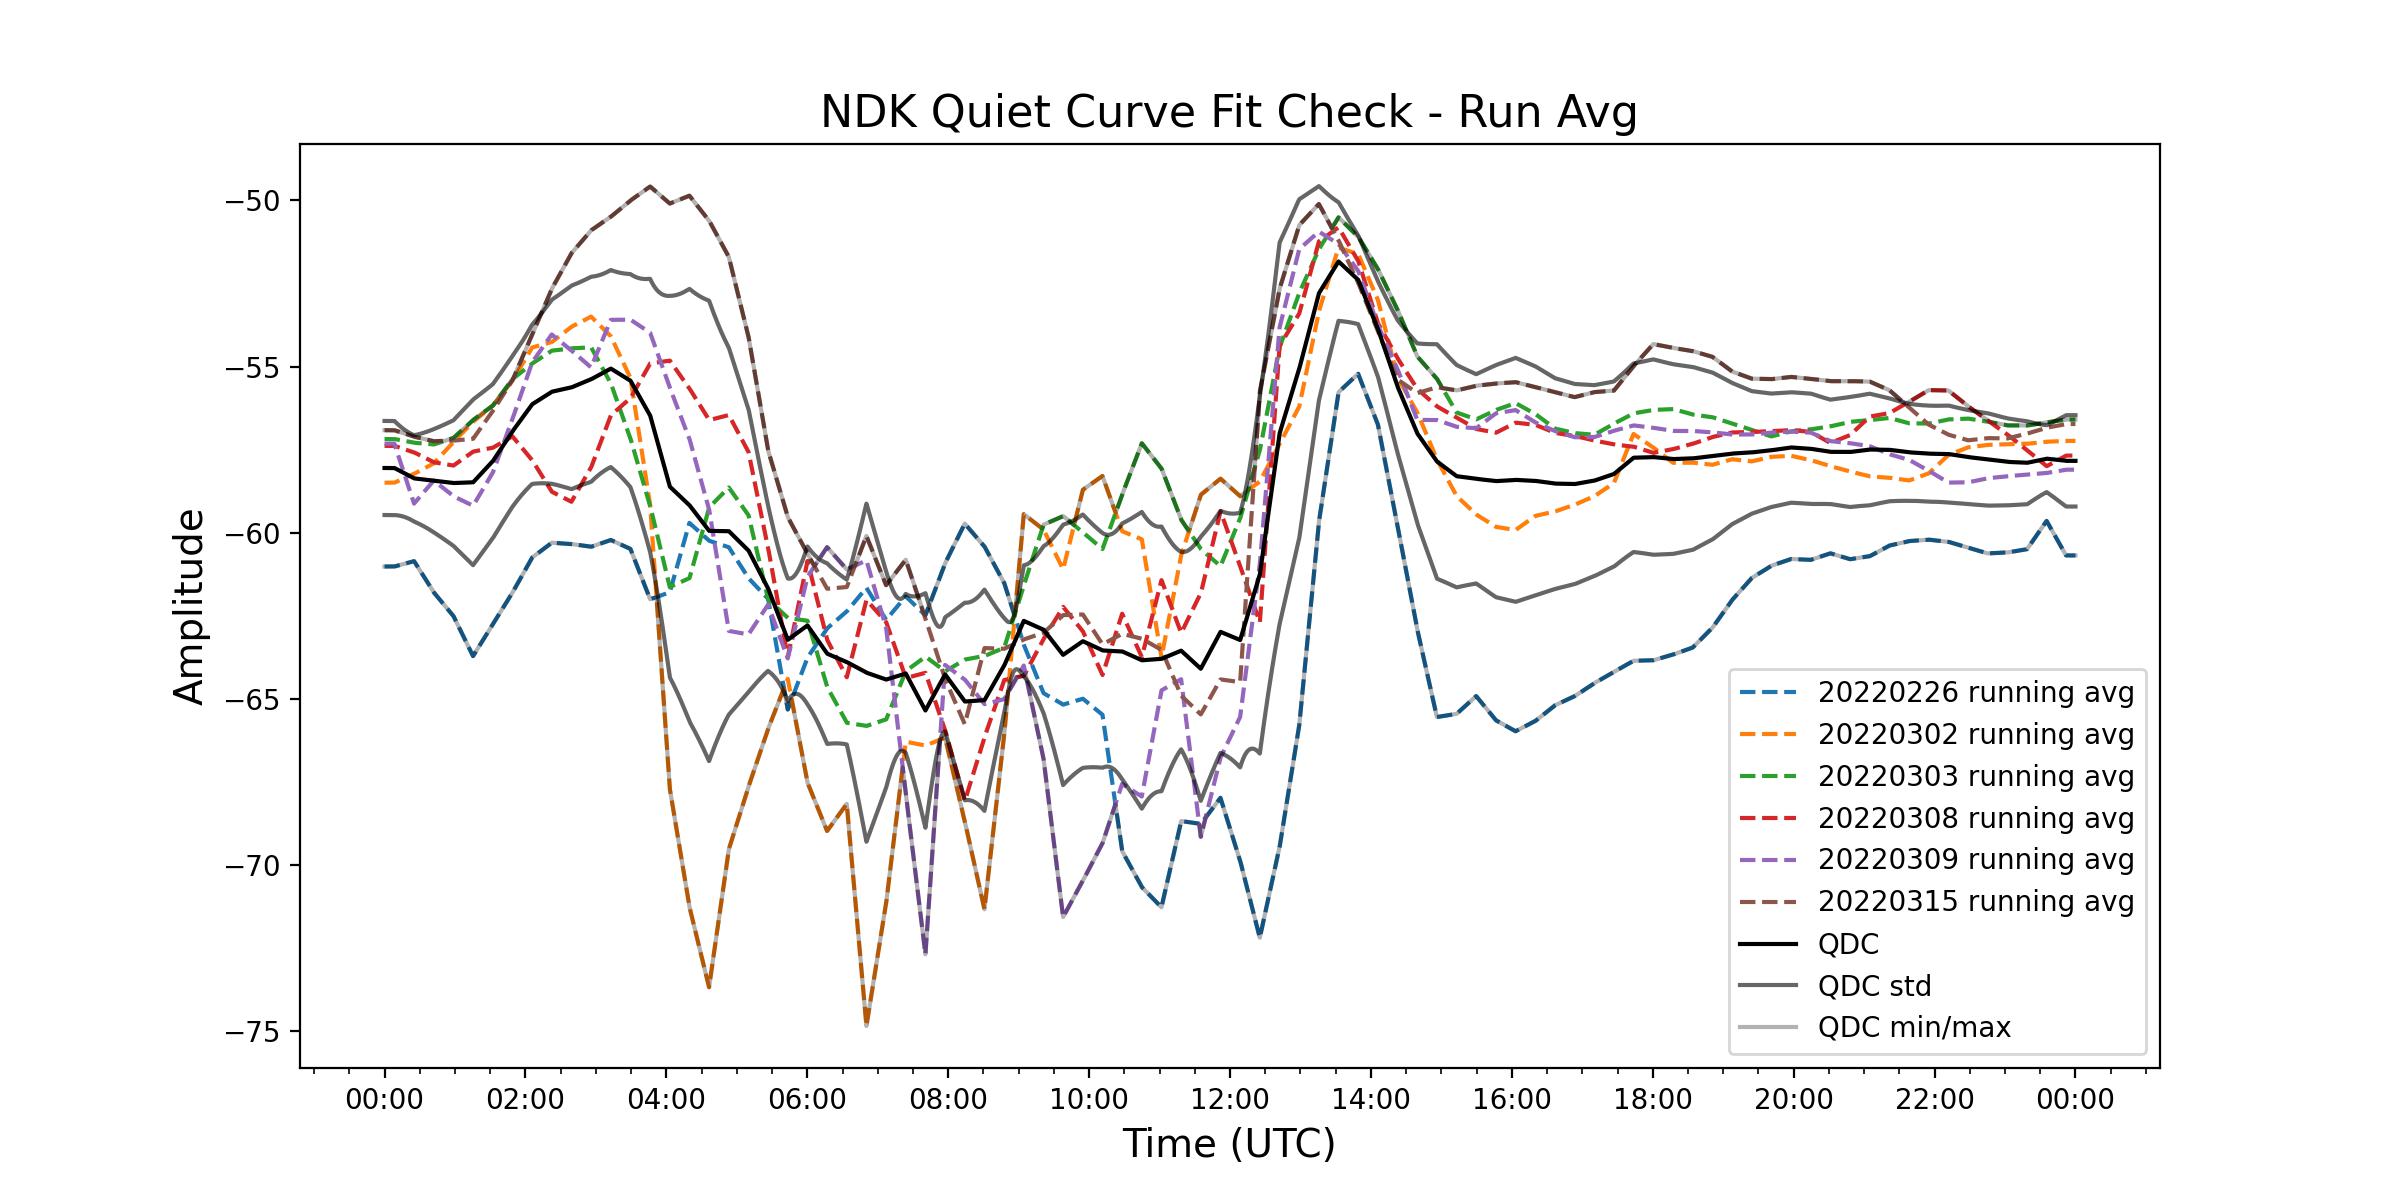 NDK Quiet Curve Fit Check - Run Avg
Amplitude
−50
−55
−60
−65
−70
−75
20220226 running avg
20220302 running avg
20220303 running avg
20220308 running avg
20220309 running avg
20220315 running avg
QDC
QDC std
QDC min/max
00:00 02:00 04:00 06:00 08:00 10:00 12:00 14:00 16:00 18:00 20:00 22:00 00:00
Time (UTC)